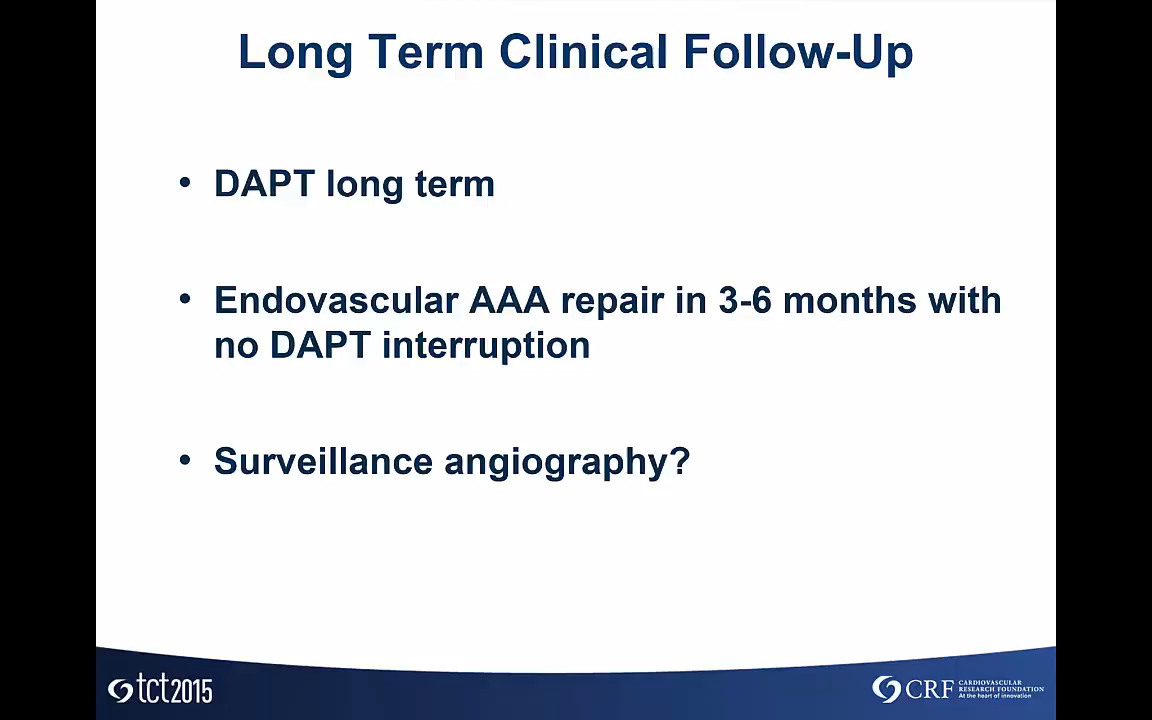 Long Term Clinical Follow-Up
• DAPT long term
• Endovascular AAA repair in 3-6 months with
no DAPT interruption
• Surveillance angiography?
tct2015
CRF
CARDIOVASCULAR
RESEARCH FOUNDATION
At the heart of innovation